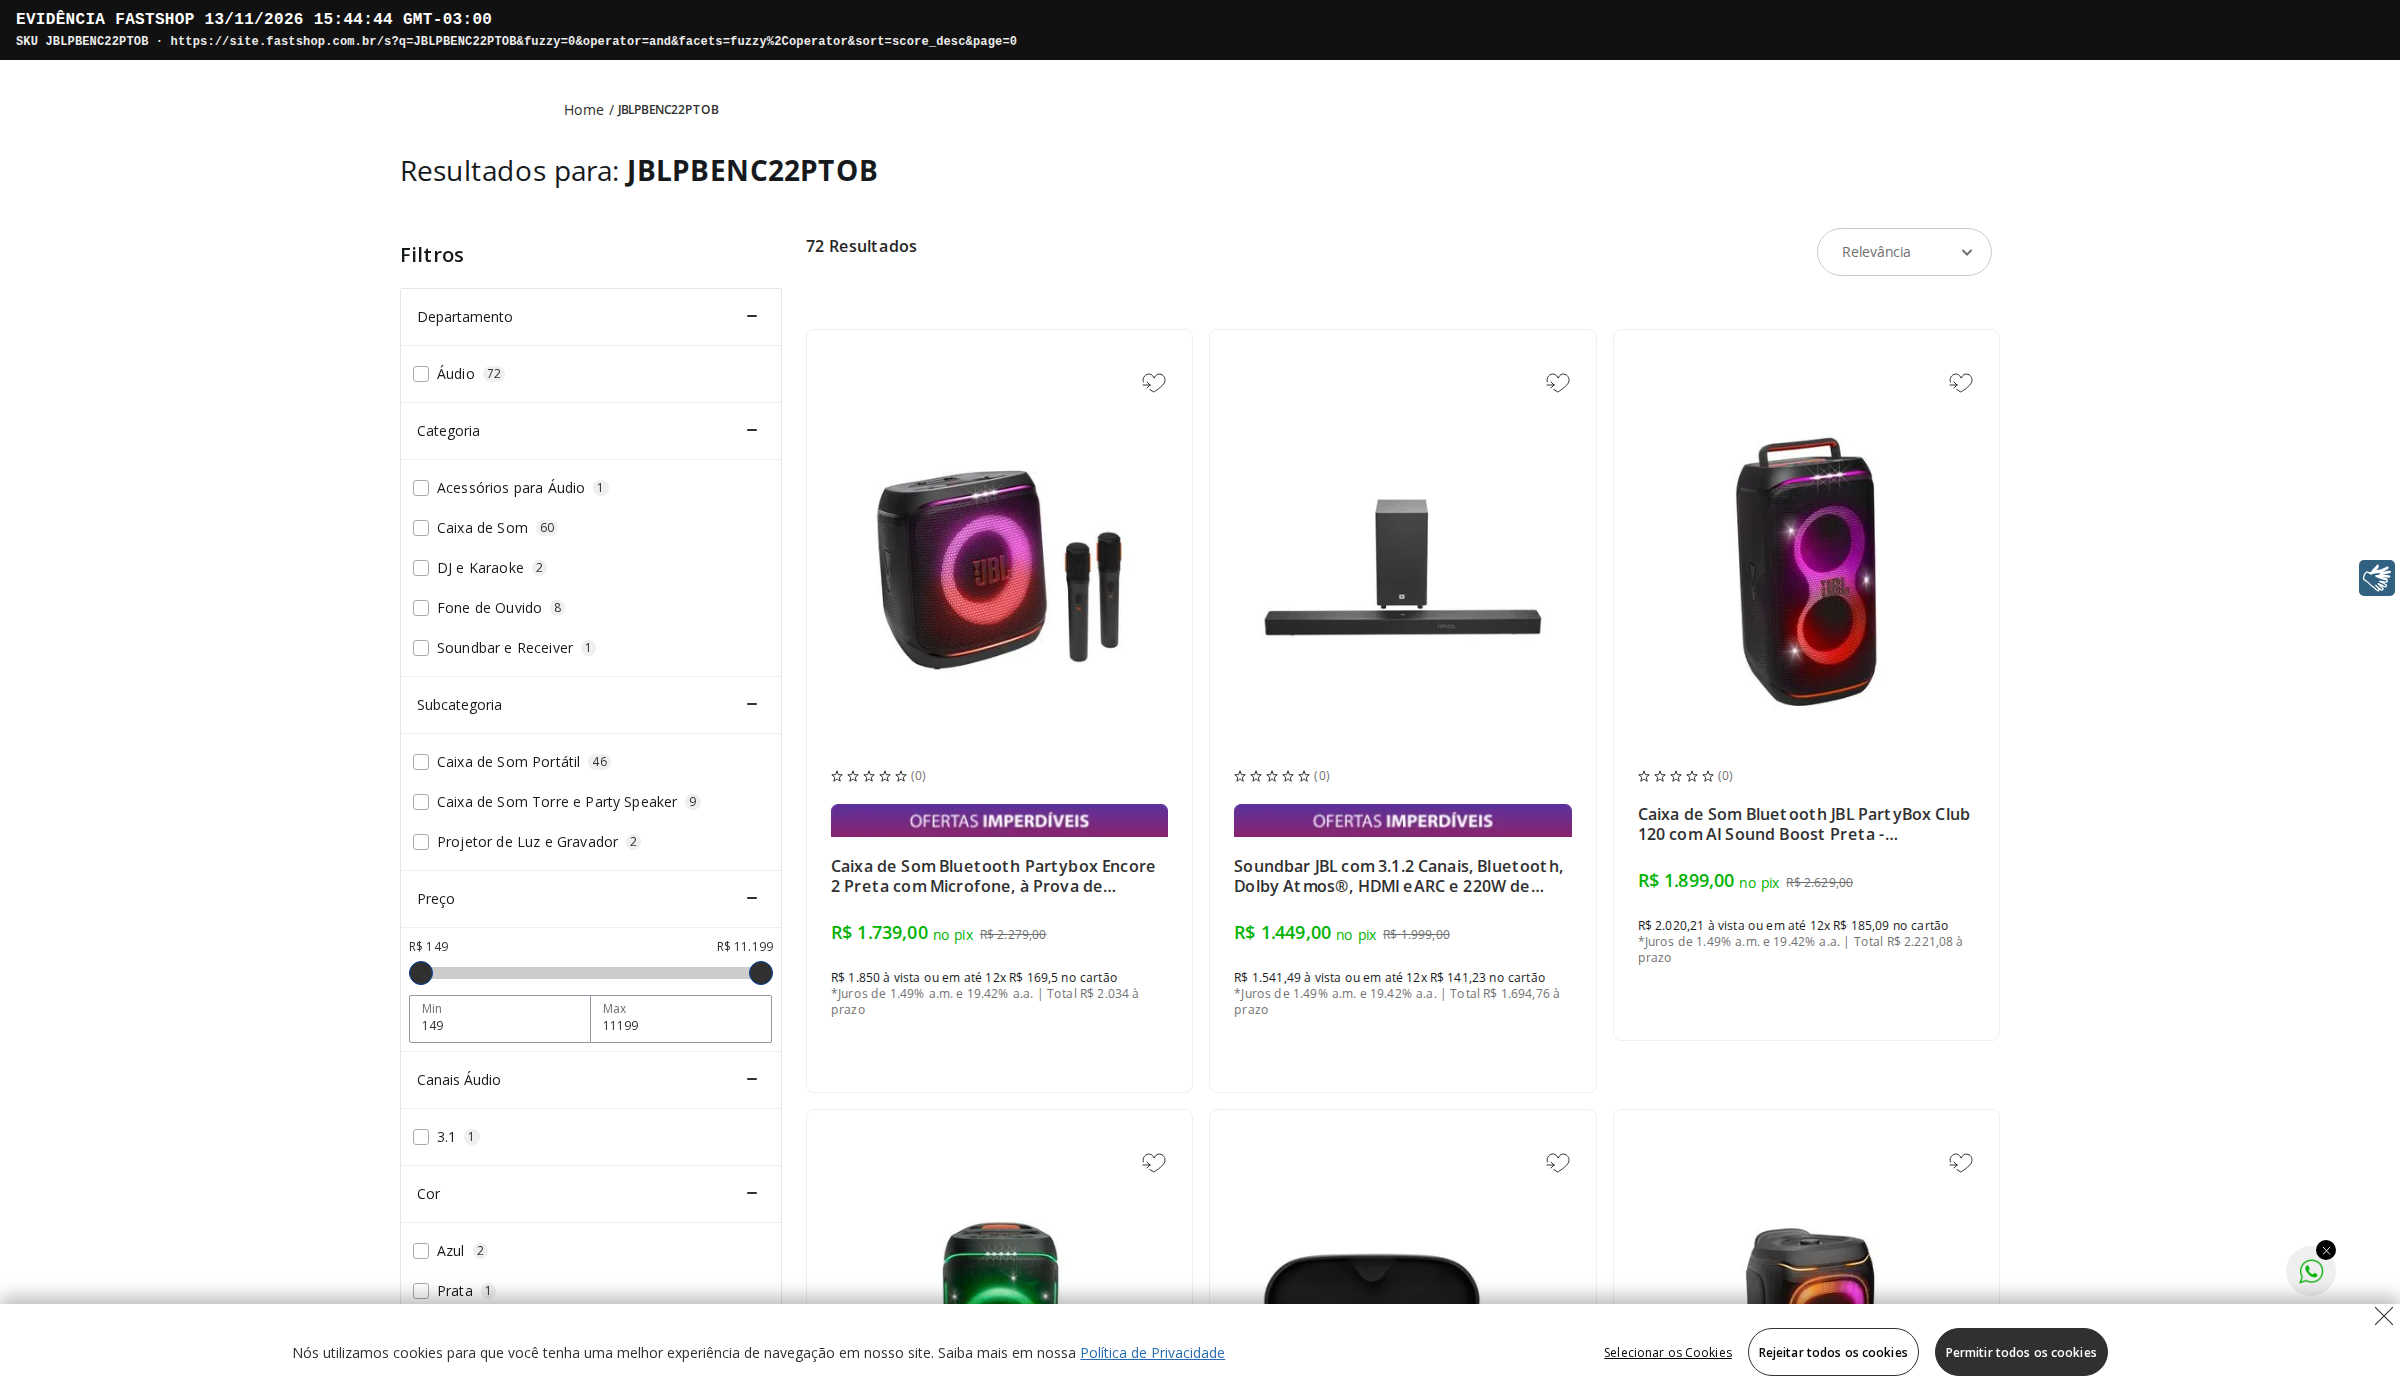 EVIDÊNCIA FASTSHOP 13/11/2026 15:44:44 GMT-03:00
SKU JBLPBENC22PTOB · https://site.fastshop.com.br/s?q=JBLPBENC22PTOB&fuzzy=0&operator=and&facets=fuzzy%2Coperator&sort=score_desc&page=0
Home / JBLPBENC22PTOB
Resultados para: JBLPBENC22PTOB
Filtros
72 Resultados
Relevância
Departamento
Áudio 72
Categoria
Acessórios para Áudio 1
Caixa de Som 60
DJ e Karaoke 2
Fone de Ouvido 8
Soundbar e Receiver 1
Subcategoria
Caixa de Som Portátil 46
Caixa de Som Torre e Party Speaker 9
Projetor de Luz e Gravador 2
Preço
R$ 149 R$ 11.199
Min
149
Max
11199
Canais Áudio
3.1 1
Cor
Azul 2
Prata 1
JBL
(0)
OFERTAS IMPERDÍVEIS
Caixa de Som Bluetooth Partybox Encore
2 Preta com Microfone, à Prova de...
R$ 1.739,00 no pix R$ 2.279,00
R$ 1.850 à vista ou em até 12x R$ 169,5 no cartão
*Juros de 1.49% a.m. e 19.42% a.a. | Total R$ 2.034 à
prazo
(0)
OFERTAS IMPERDÍVEIS
Soundbar JBL com 3.1.2 Canais, Bluetooth,
Dolby Atmos®, HDMI eARC e 220W de...
R$ 1.449,00 no pix R$ 1.999,00
R$ 1.541,49 à vista ou em até 12x R$ 141,23 no cartão
*Juros de 1.49% a.m. e 19.42% a.a. | Total R$ 1.694,76 à
prazo
JBL
(0)
Caixa de Som Bluetooth JBL PartyBox Club
120 com AI Sound Boost Preta -...
R$ 1.899,00 no pix R$ 2.629,00
R$ 2.020,21 à vista ou em até 12x R$ 185,09 no cartão
*Juros de 1.49% a.m. e 19.42% a.a. | Total R$ 2.221,08 à
prazo
Nós utilizamos cookies para que você tenha uma melhor experiência de navegação em nosso site. Saiba mais em nossa Política de Privacidade
Selecionar os Cookies
Rejeitar todos os cookies
Permitir todos os cookies